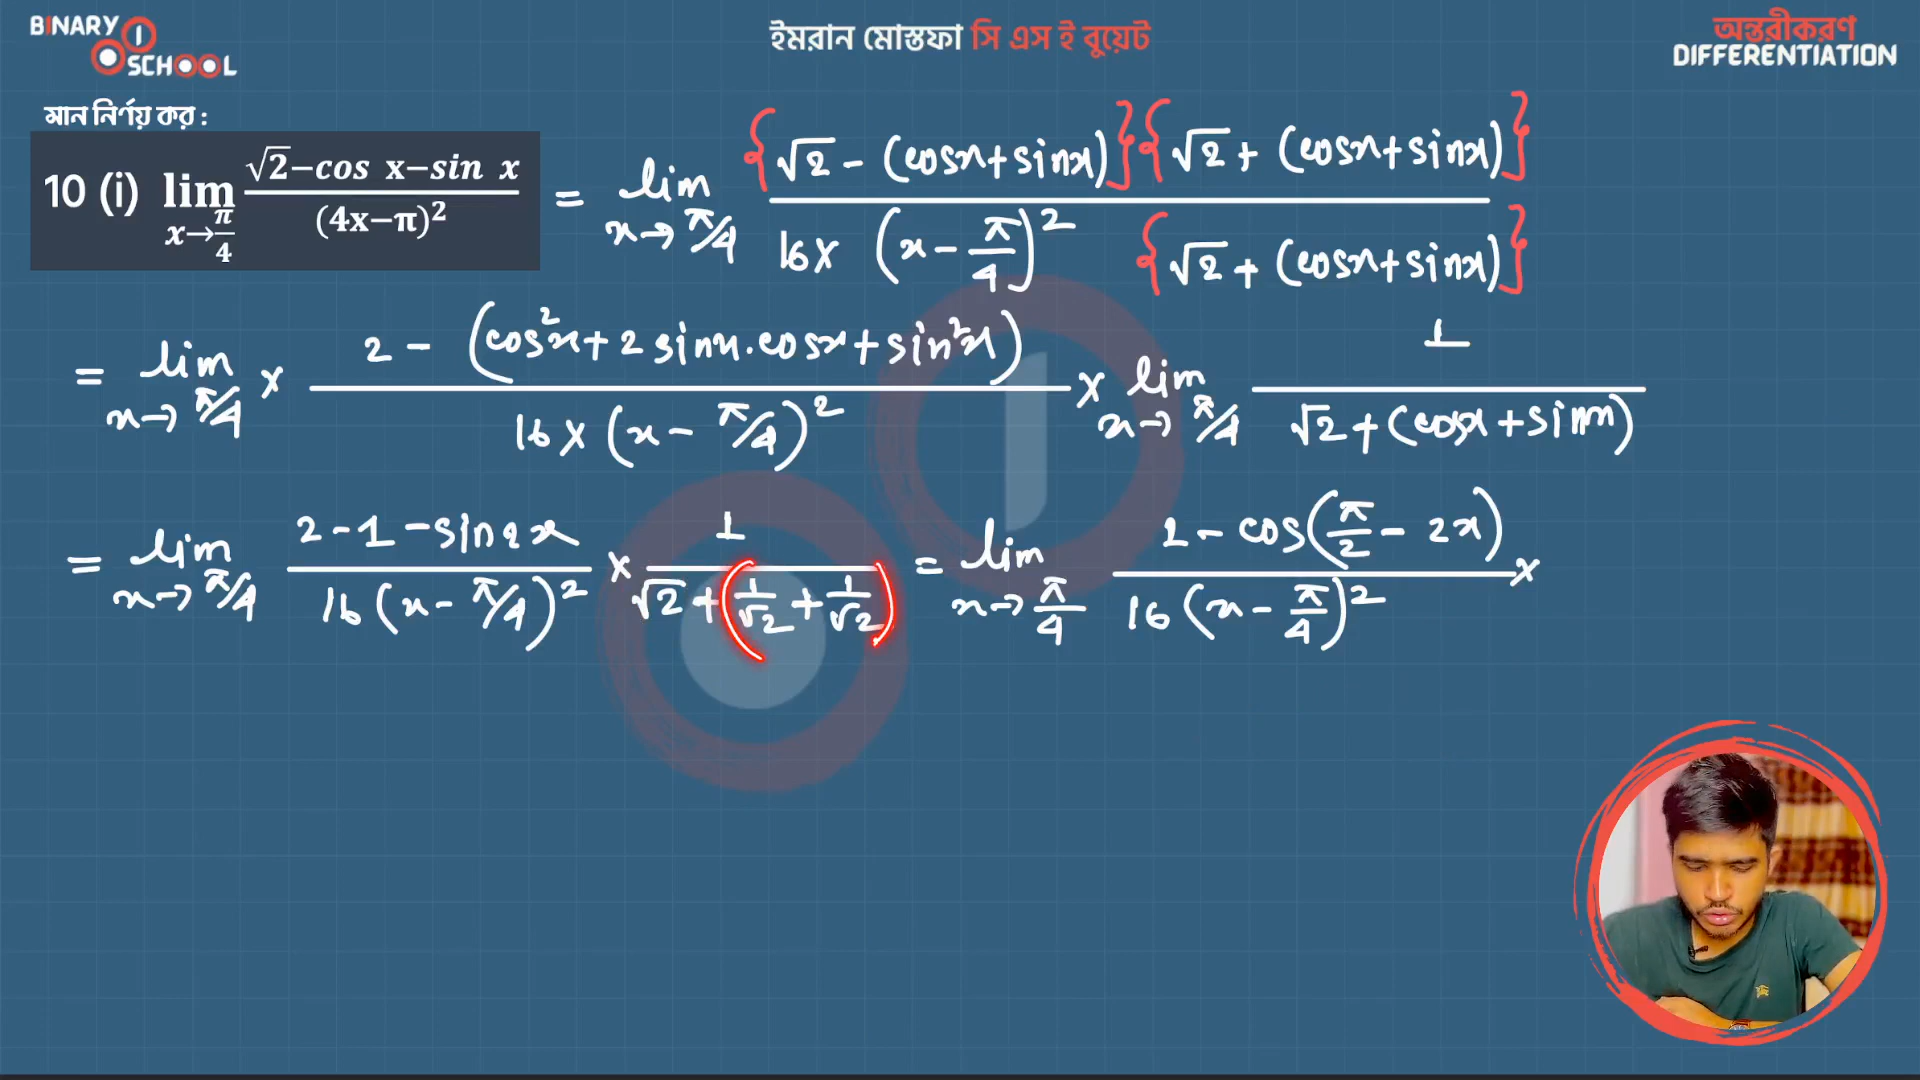 BINARY SCHOOL
ইমরান মোস্তফা সি এস ই বুয়েট
অন্তরীকরণ
DIFFERENTIATION
মান নির্ণয় কর :
10 (i) lim x→π/4 (√2−cos x−sin x)/(4x−π)²
= lim x→π/4 {√2 − (cosx+sinx)}{√2 + (cosx+sinx)} / 16× (x−π/4)² {√2 + (cosx+sinx)}
= lim x→π/4 × 2 − (cos²x+2sinx.cosx+sin²x) / 16×(x−π/4)² × lim x→π/4 1 / √2+(cosx+sinx)
= lim x→π/4 2-1-sin2x / 16(x−π/4)² × 1 / √2+(1/√2+1/√2) = lim x→π/4 1−cos(π/2−2x) / 16(x−π/4)² ×